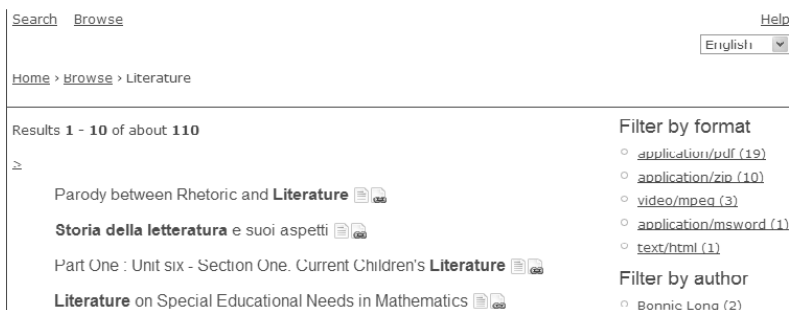 Search Browse
Help
English
Home › Browse › Literature
Results 1 - 10 of about 110
>
Parody between Rhetoric and Literature
Storia della letteratura e suoi aspetti
Part One : Unit six - Section One. Current Children's Literature
Literature on Special Educational Needs in Mathematics
Filter by format
application/pdf (19)
application/zip (10)
video/mpeg (3)
application/msword (1)
text/html (1)
Filter by author
Bonnie Long (2)